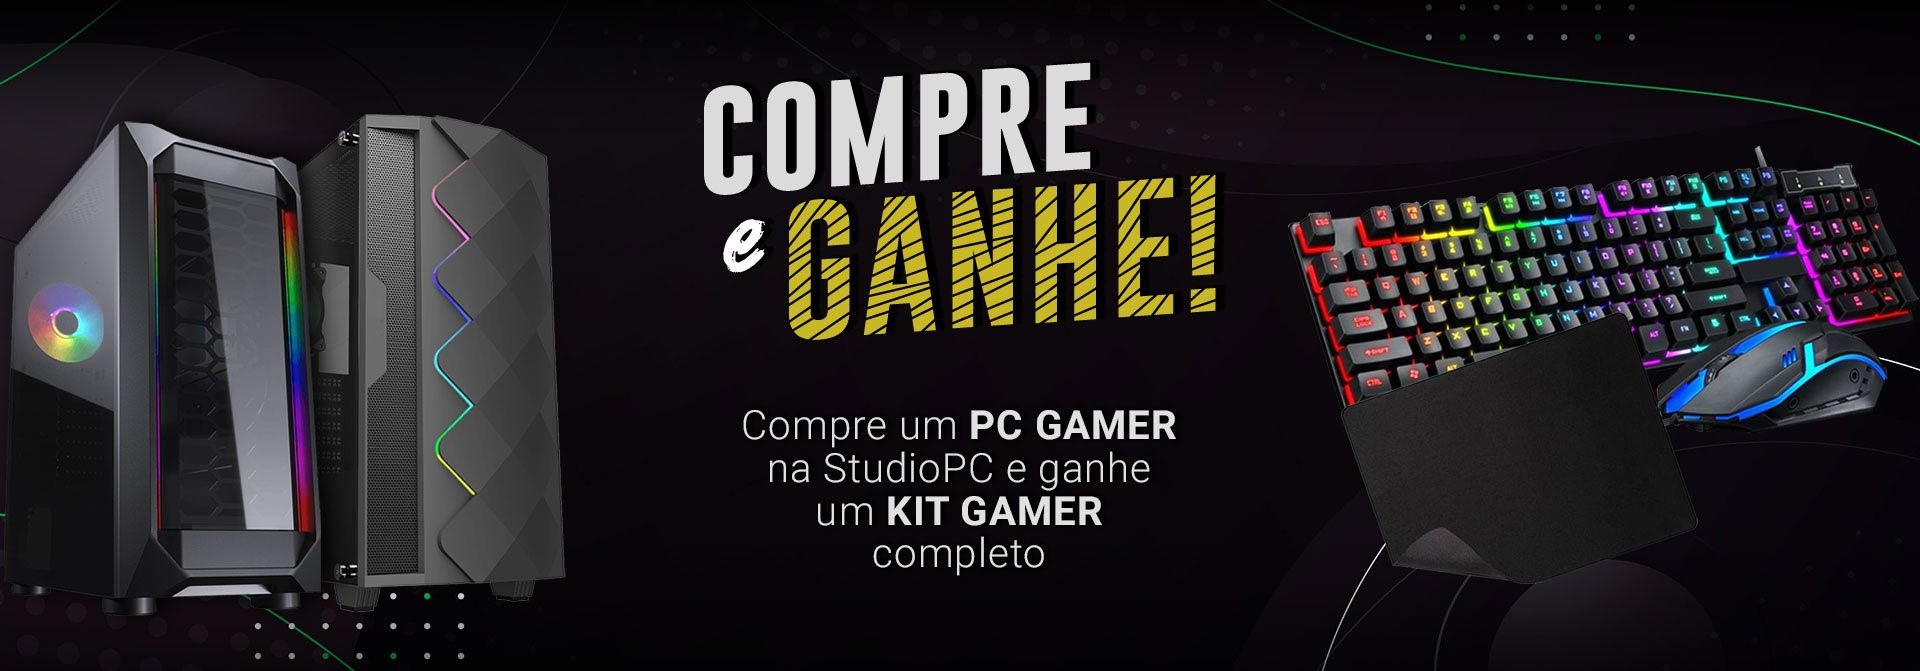 COMPRE
e GANHE!
Compre um PC GAMER
na StudioPC e ganhe
um KIT GAMER
completo